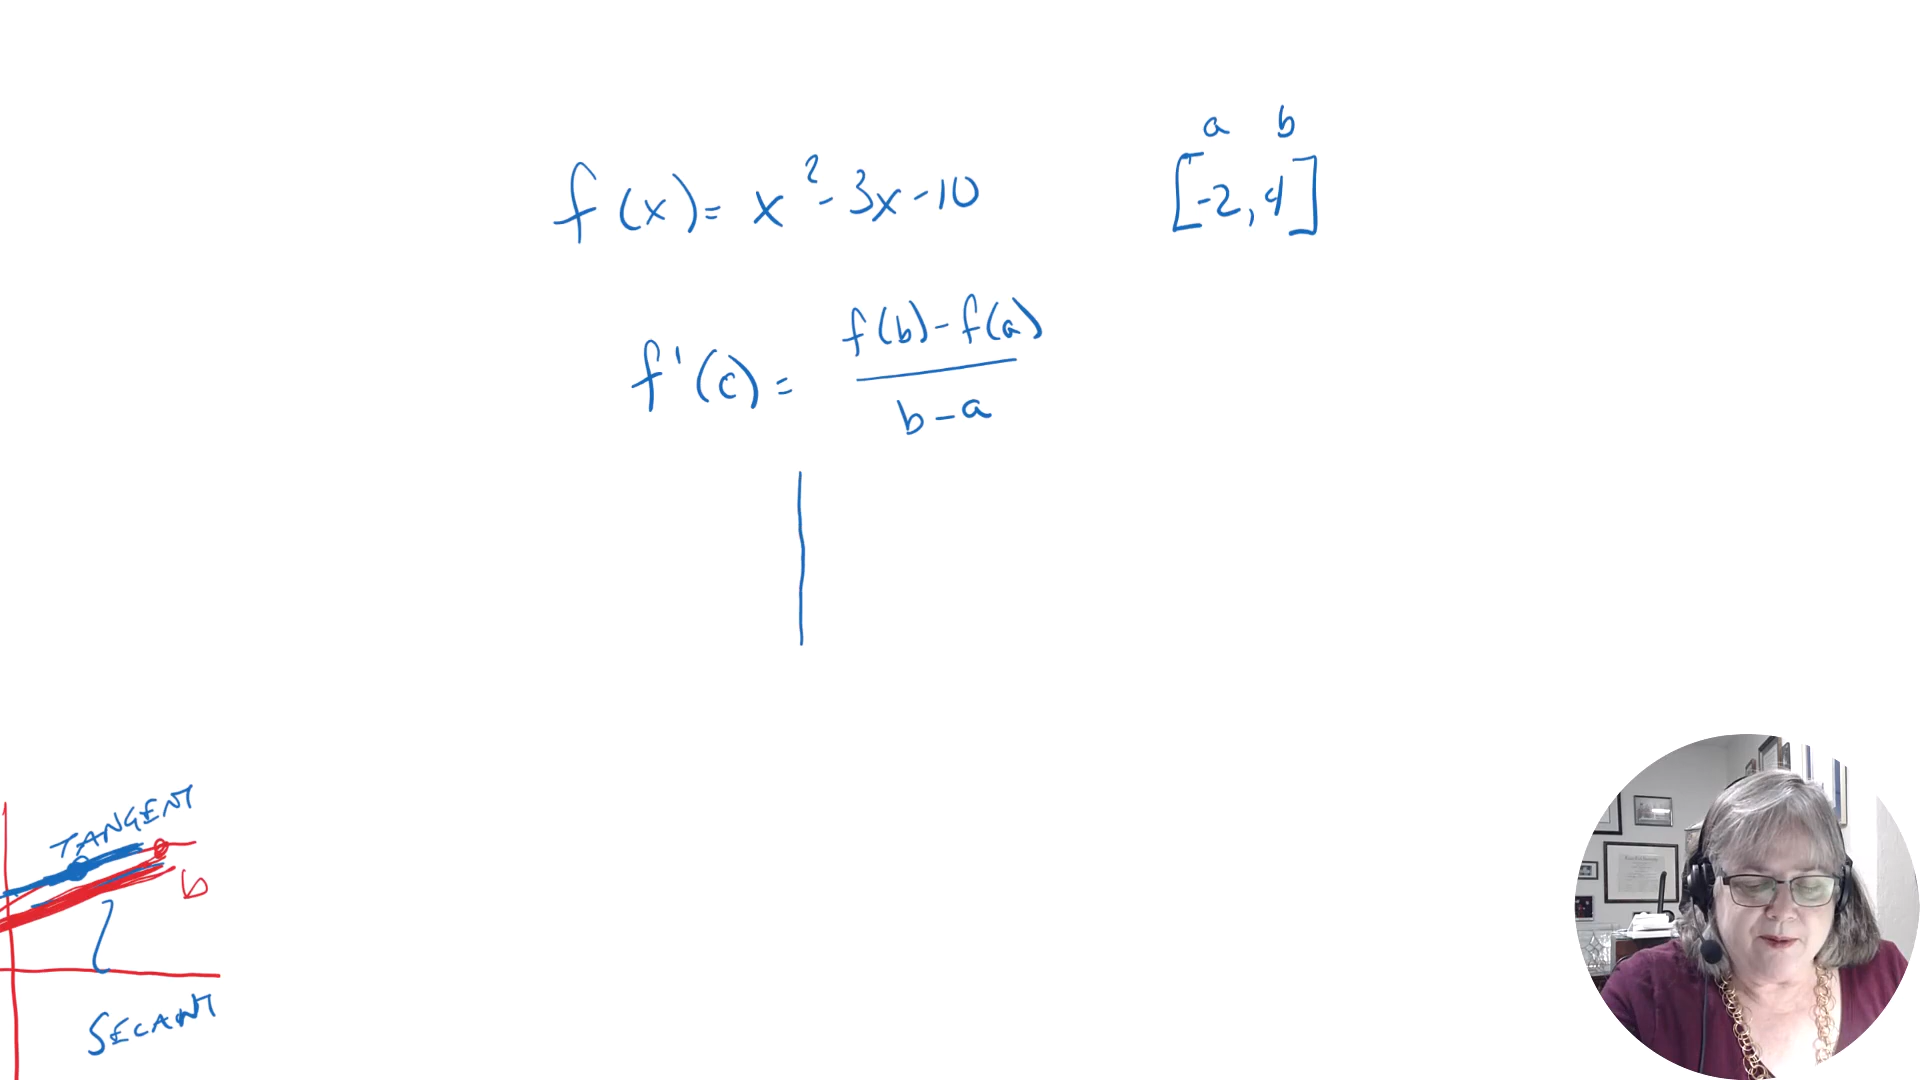 a b
f(x) = x² - 3x - 10 [-2, 4]
f'(c) = f(b) - f(a)
b - a
TANGENT
b
SECANT